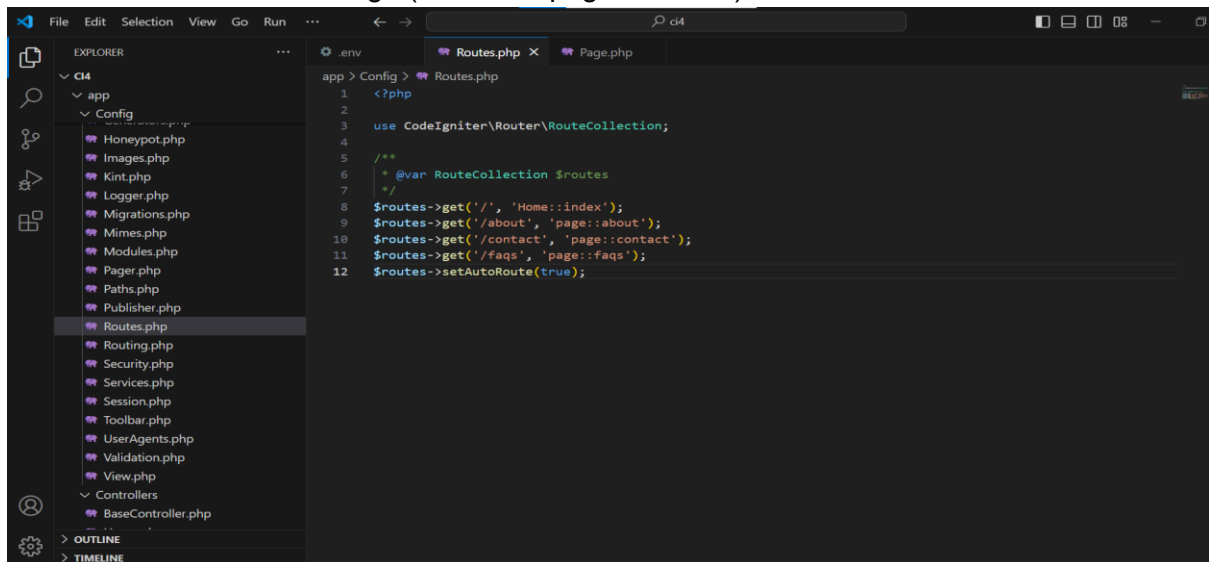 File Edit Selection View Go Run ··· ← → ci4
EXPLORER ···
CI4
app
Config
Honeypot.php
Images.php
Kint.php
Logger.php
Migrations.php
Mimes.php
Modules.php
Pager.php
Paths.php
Publisher.php
Routes.php
Routing.php
Security.php
Services.php
Session.php
Toolbar.php
UserAgents.php
Validation.php
View.php
Controllers
BaseController.php
OUTLINE
TIMELINE
.env Routes.php × Page.php
app > Config > Routes.php
1 <?php
2
3 use CodeIgniter\Router\RouteCollection;
4
5 /**
6 * @var RouteCollection $routes
7 */
8 $routes->get('/', 'Home::index');
9 $routes->get('/about', 'page::about');
10 $routes->get('/contact', 'page::contact');
11 $routes->get('/faqs', 'page::faqs');
12 $routes->setAutoRoute(true);